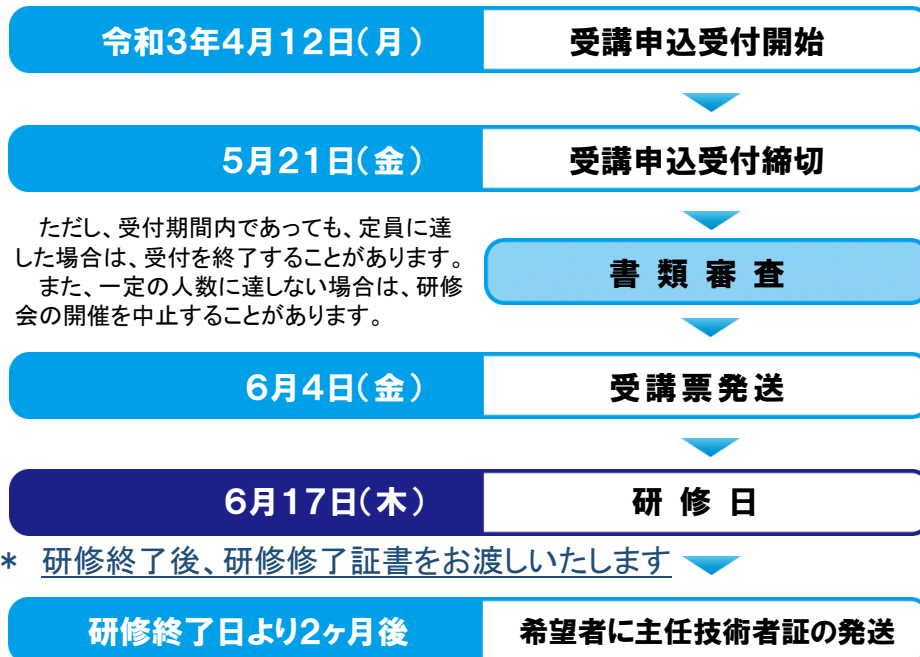 令和3年4月12日(月) 受講申込受付開始
5月21日(金) 受講申込受付締切
ただし、受付期間内であっても、定員に達
した場合は、受付を終了することがあります。
また、一定の人数に達しない場合は、研修
会の開催を中止することがあります。
書類審査
6月4日(金) 受講票発送
6月17日(木) 研修日
* 研修終了後、研修修了証書をお渡しいたします
研修終了日より2ヶ月後 希望者に主任技術者証の発送